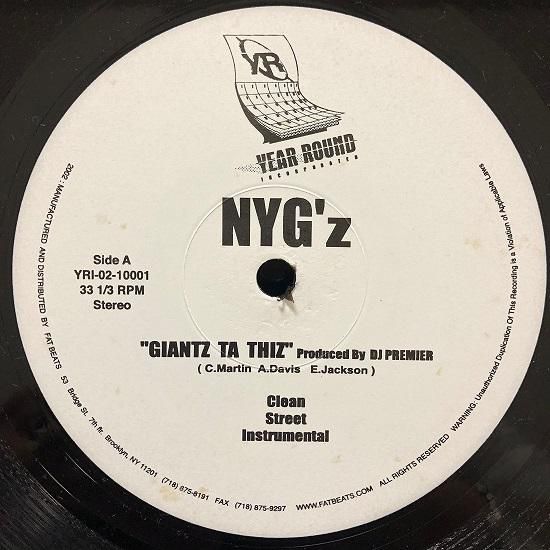 YR
YEAR ROUND
INCORPORATED
NYG'z
Side A
YRI-02-10001
33 1/3 RPM
Stereo
"GIANTZ TA THIZ" Produced By DJ PREMIER
( C.Martin A.Davis E.Jackson )
Clean
Street
Instrumental
2002 : MANUFACTURED AND DISTRIBUTED BY FAT BEATS 53 Bridge St. 7th flr. Brooklyn, NY 11201 (718) 875-8191 FAX (718) 875-9297 WWW.FATBEATS.COM ALL RIGHTS RESERVED WARNING: Unauthorized Duplication Of This Recording is a Violation of Applicable Laws